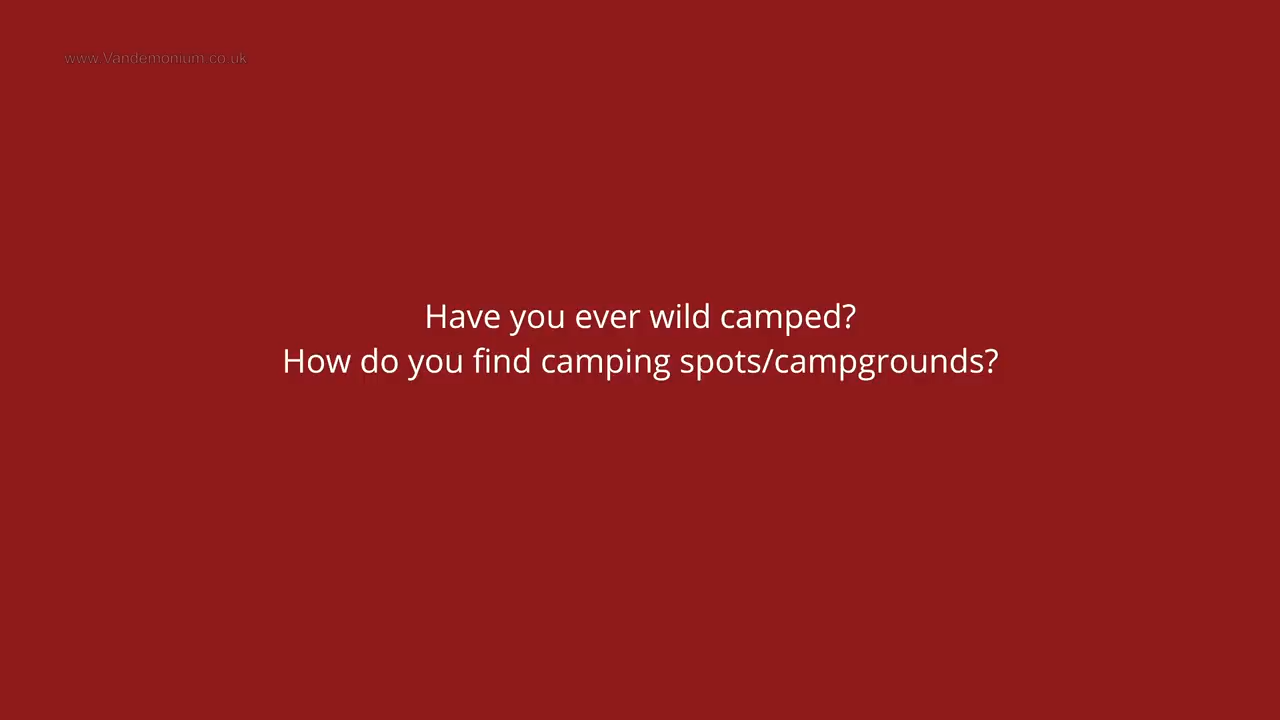 www.Vandemonium.co.uk
Have you ever wild camped?
How do you find camping spots/campgrounds?